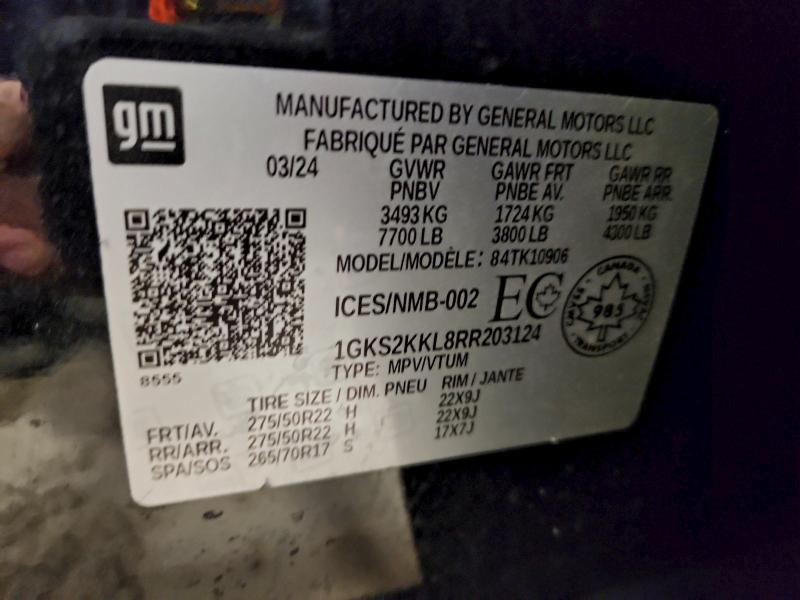 gm
MANUFACTURED BY GENERAL MOTORS LLC
FABRIQUÉ PAR GENERAL MOTORS LLC
03/24 GVWR GAWR FRT GAWR RR
PNBV PNBE AV. PNBE ARR.
3493 KG 1724 KG 1950 KG
7700 LB 3800 LB 4300 LB
MODEL/MODÈLE: 84TK10906
ICES/NMB-002 EC
CANADA
985
TRANSPORT
1GKS2KKL8RR203124
TYPE: MPV/VTUM
8555
TIRE SIZE / DIM. PNEU RIM / JANTE
FRT/AV. 275/50R22 H 22X9J
RR/ARR. 275/50R22 H 22X9J
SPA/SOS 265/70R17 S 17X7J